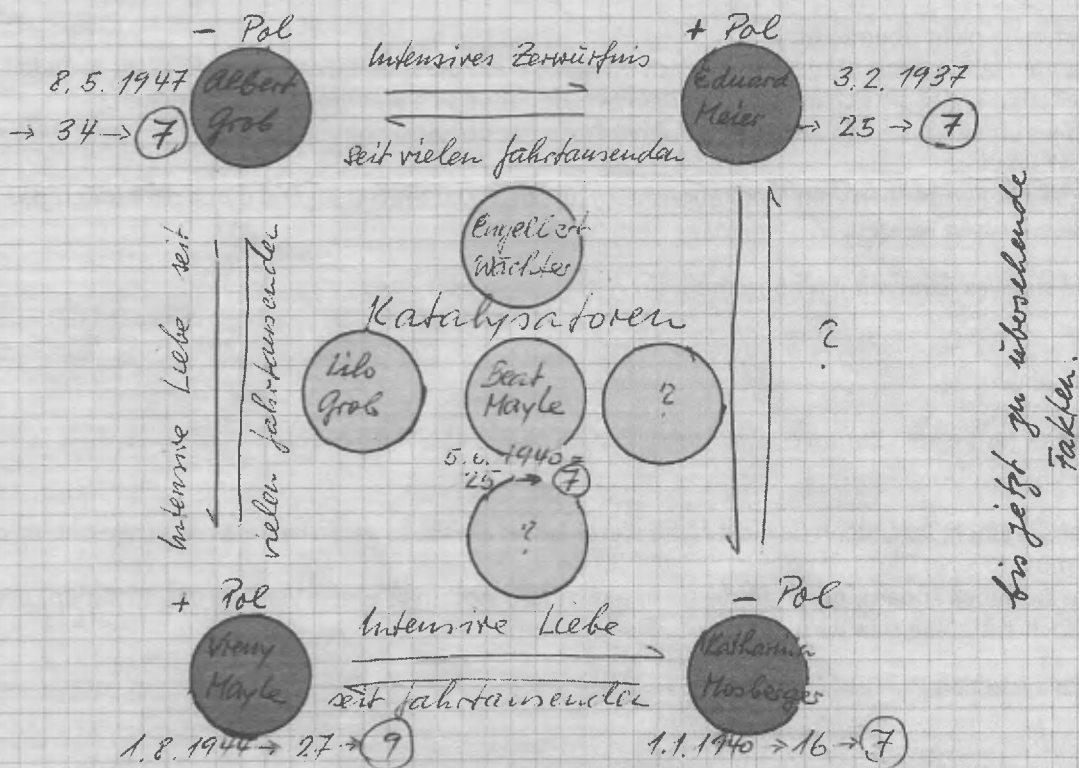 – Pol
+ Pol
8.5.1947
Albert
Grob
→ 34 → 7
Intensives Zerwürfnis
seit vielen Jahrtausenden
Eduard
Meier
3.2.1937
→ 25 → 7
Engelbert
Wächter
Katalysatoren
Lilo
Grob
Beat
Mayle
?
5.6.1940 =
25 → 7
?
Intensive Liebe seit
vielen Jahrtausenden
?
bis jetzt zu übersehende
Fakten.
+ Pol
– Pol
Vreny
Mayle
Intensive Liebe
seit Jahrtausenden
Katharina
Mosberger
1.8.1944 → 27 → 9
1.1.1940 → 16 → 7